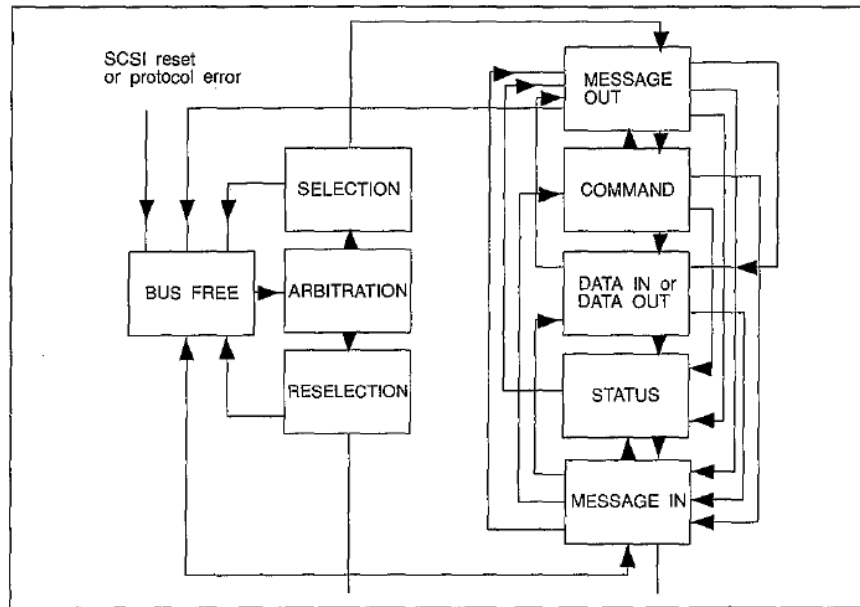 SCSI reset
or protocol error
MESSAGE
OUT
SELECTION
COMMAND
BUS FREE
ARBITRATION
DATA IN or
DATA OUT
RESELECTION
STATUS
MESSAGE IN